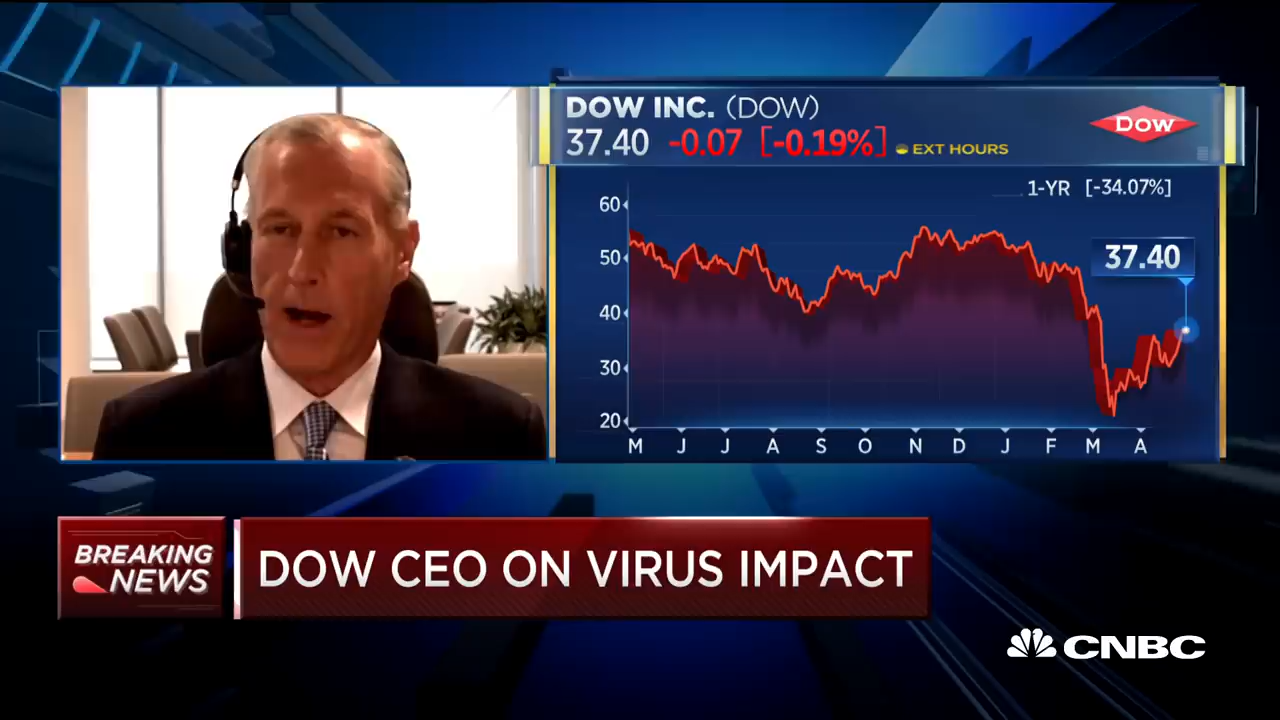 DOW INC. (DOW)
37.40 -0.07 [-0.19%] EXT HOURS
DOW
1-YR [-34.07%]
60
50
40
30
20
37.40
M J J A S O N D J F M A
BREAKING
NEWS
DOW CEO ON VIRUS IMPACT
CNBC